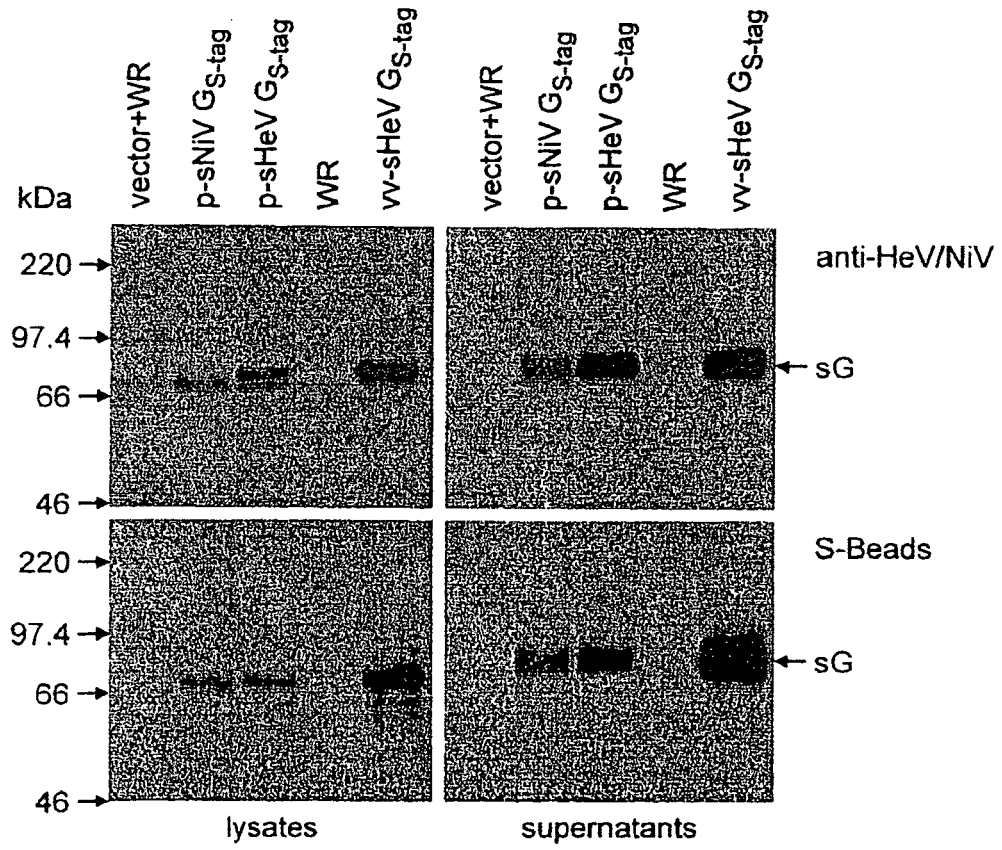 vector+WR
p-sNiV GS-tag
p-sHeV GS-tag
WR
vv-sHeV GS-tag
vector+WR
p-sNiV GS-tag
p-sHeV GS-tag
WR
vv-sHeV GS-tag
kDa
220
97.4
66
46
anti-HeV/NiV
sG
220
97.4
66
46
S-Beads
sG
lysates
supernatants